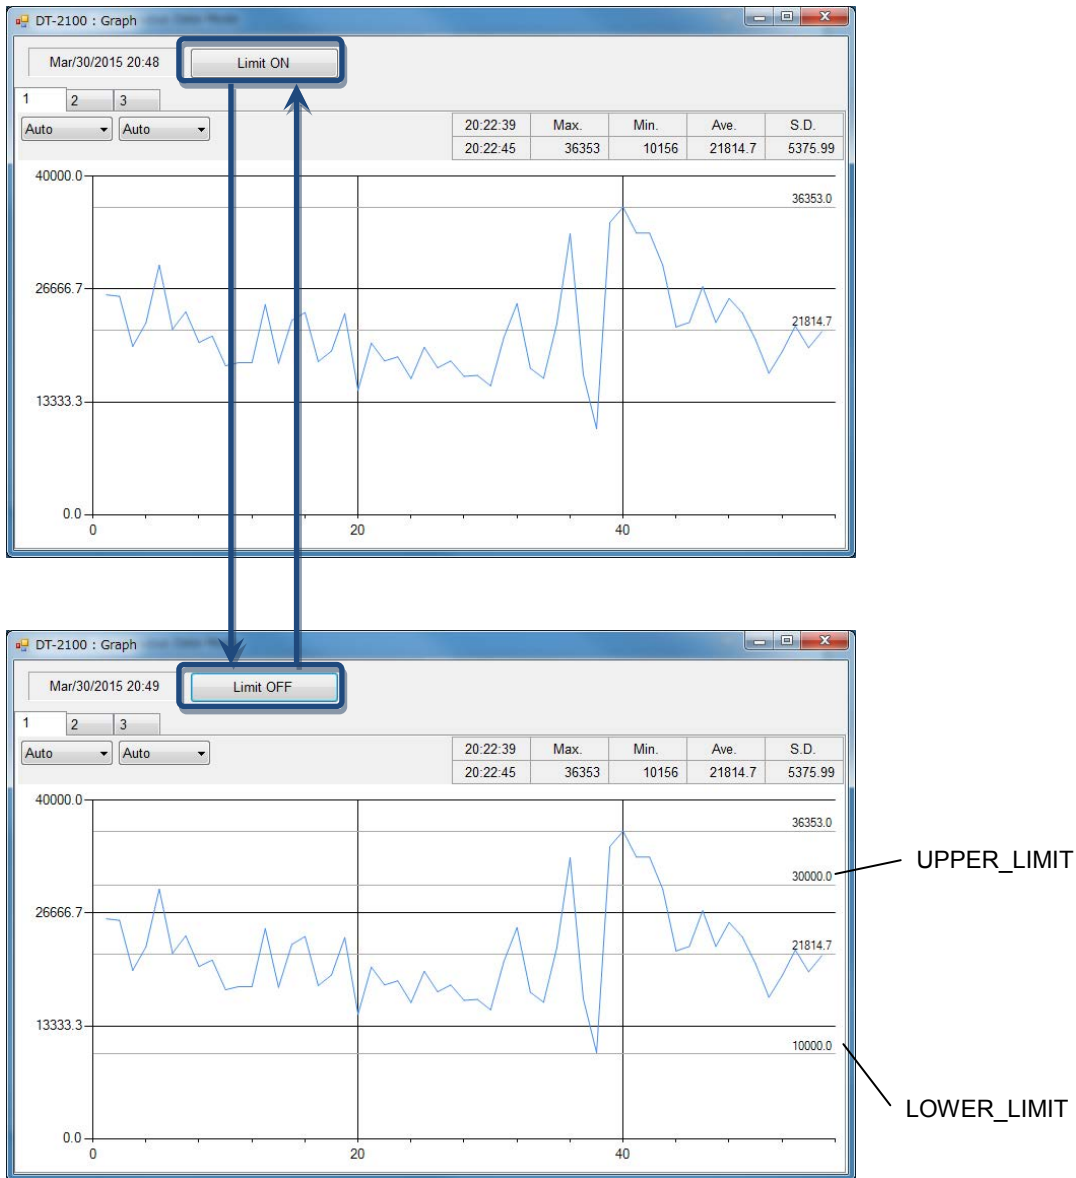 DT-2100 : Graph
Mar/30/2015 20:48 Limit ON
1 2 3
Auto Auto
20:22:39 Max. Min. Ave. S.D.
20:22:45 36353 10156 21814.7 5375.99
40000.0
36353.0
26666.7
21814.7
13333.3
0.0
0 20 40
DT-2100 : Graph
Mar/30/2015 20:49 Limit OFF
1 2 3
Auto Auto
20:22:39 Max. Min. Ave. S.D.
20:22:45 36353 10156 21814.7 5375.99
40000.0
36353.0
UPPER_LIMIT
30000.0
26666.7
21814.7
13333.3
10000.0
LOWER_LIMIT
0.0
0 20 40